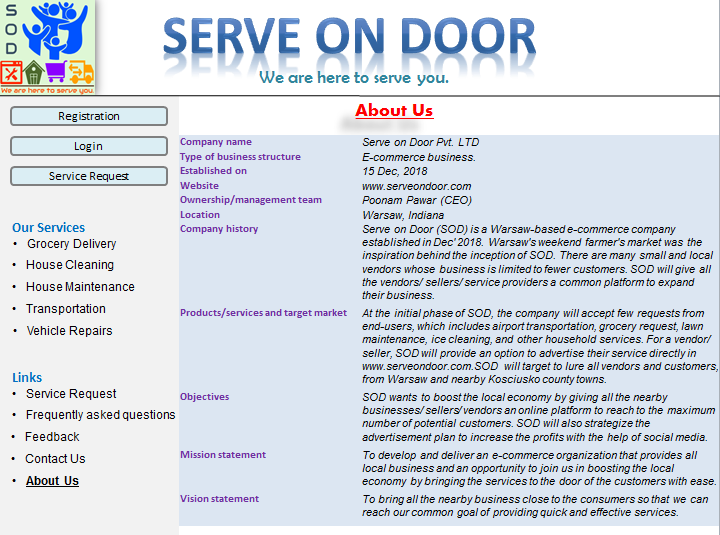 S
O
D
We are here to serve you.
SERVE ON DOOR
We are here to serve you.
Registration
Login
Service Request
Our Services
• Grocery Delivery
• House Cleaning
• House Maintenance
• Transportation
• Vehicle Repairs
Links
• Service Request
• Frequently asked questions
• Feedback
• Contact Us
• About Us
About Us
Company name Serve on Door Pvt. LTD
Type of business structure E-commerce business.
Established on 15 Dec, 2018
Website www.serveondoor.com
Ownership/management team Poonam Pawar (CEO)
Location Warsaw, Indiana
Company history Serve on Door (SOD) is a Warsaw-based e-commerce company
established in Dec' 2018. Warsaw's weekend farmer's market was the
inspiration behind the inception of SOD. There are many small and local
vendors whose business is limited to fewer customers. SOD will give all
the vendors/ sellers/ service providers a common platform to expand
their business.
Products/services and target market At the initial phase of SOD, the company will accept few requests from
end-users, which includes airport transportation, grocery request, lawn
maintenance, ice cleaning, and other household services. For a vendor/
seller, SOD will provide an option to advertise their service directly in
www.serveondoor.com.SOD will target to lure all vendors and customers,
from Warsaw and nearby Kosciusko county towns.
Objectives SOD wants to boost the local economy by giving all the nearby
businesses/ sellers/ vendors an online platform to reach to the maximum
number of potential customers. SOD will also strategize the
advertisement plan to increase the profits with the help of social media.
Mission statement To develop and deliver an e-commerce organization that provides all
local business and an opportunity to join us in boosting the local
economy by bringing the services to the door of the customers with ease.
Vision statement To bring all the nearby business close to the consumers so that we can
reach our common goal of providing quick and effective services.